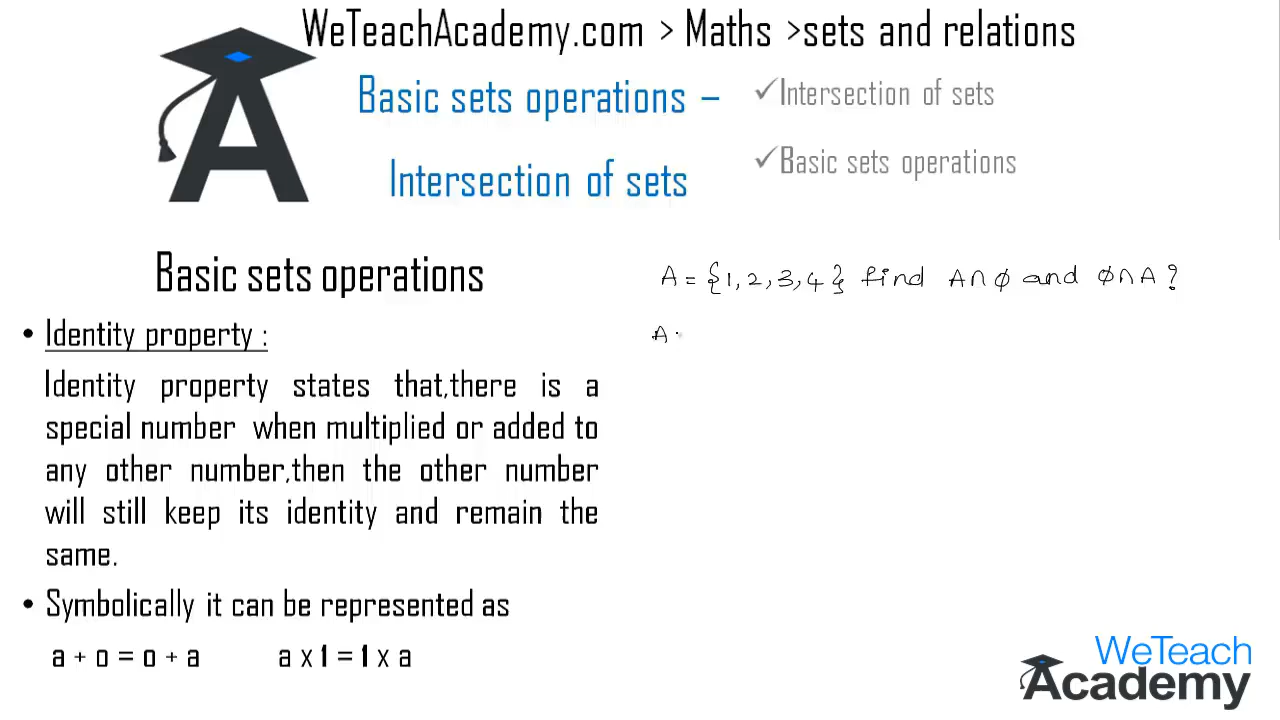 WeTeachAcademy.com > Maths >sets and relations
Basic sets operations –
Intersection of sets
✓Intersection of sets
✓Basic sets operations
Basic sets operations
• Identity property :
Identity property states that,there is a
special number when multiplied or added to
any other number,then the other number
will still keep its identity and remain the
same.
• Symbolically it can be represented as
a + o = o + a a x 1 = 1 x a
A = {1, 2, 3, 4} find A∩ϕ and ϕ∩A ?
A
WeTeach
Academy